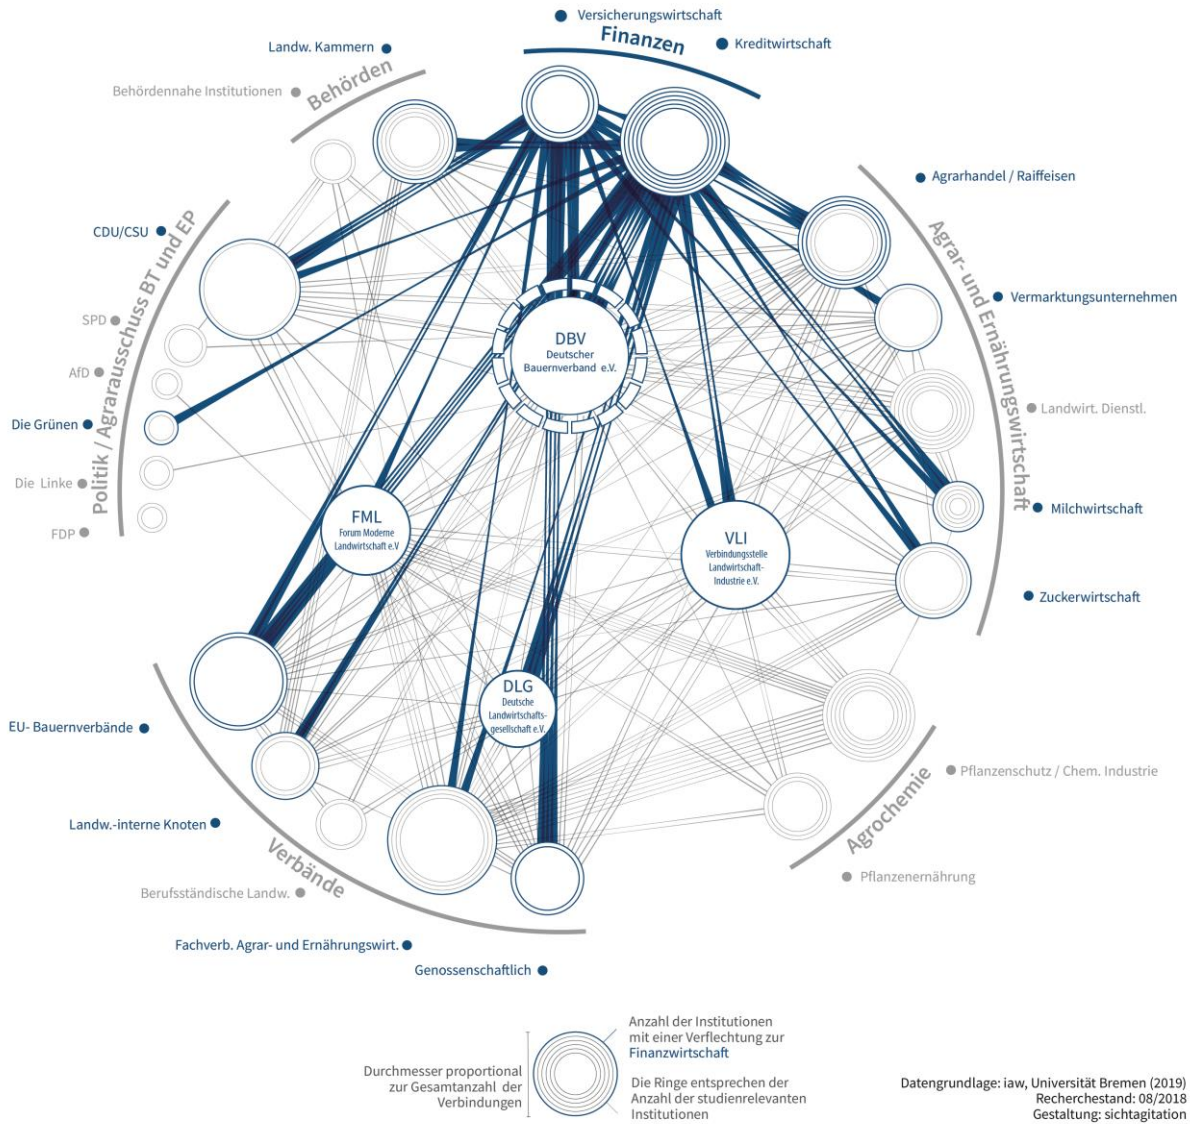 Versicherungswirtschaft
Finanzen
Kreditwirtschaft
Landw. Kammern
Behördennahe Institutionen
Behörden
Agrarhandel / Raiffeisen
CDU/CSU
Politik / Agrarausschuss BT und EP
Agrar- und Ernährungswirtschaft
Vermarktungsunternehmen
SPD
DBV
Deutscher
Bauernverband e.V.
AfD
Landwirt. Dienstl.
Die Grünen
Die Linke
FML
Forum Moderne
Landwirtschaft e.V
Milchwirtschaft
FDP
VLI
Verbindungsstelle
Landwirtschaft-
Industrie e.V.
Zuckerwirtschaft
DLG
Deutsche
Landwirtschafts-
gesellschaft e.V.
EU- Bauernverbände
Pflanzenschutz / Chem. Industrie
Agrochemie
Landw.-interne Knoten
Verbände
Pflanzenernährung
Berufsständische Landw.
Fachverb. Agrar- und Ernährungswirt.
Genossenschaftlich
Anzahl der Institutionen
mit einer Verflechtung zur
Finanzwirtschaft
Durchmesser proportional
zur Gesamtanzahl der
Verbindungen
Die Ringe entsprechen der
Anzahl der studienrelevanten
Institutionen
Datengrundlage: iaw, Universität Bremen (2019)
Recherchestand: 08/2018
Gestaltung: sichtagitation